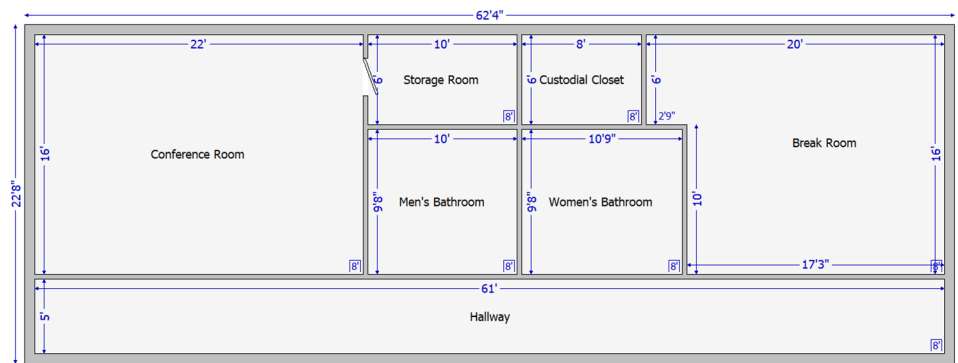 62'4"
22' 10' 8' 20'
6' Storage Room 6' Custodial Closet 6'
8' 8' 2'9"
10' 10'9"
16' Conference Room Break Room 16'
22'8"
9'8" Men's Bathroom 9'8" Women's Bathroom 10'
8' 8' 8' 17'3" 8'
61'
5' Hallway
8'